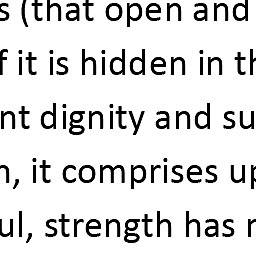 s (that open and
f it is hidden in th
nt dignity and su
n, it comprises up
ul, strength has r